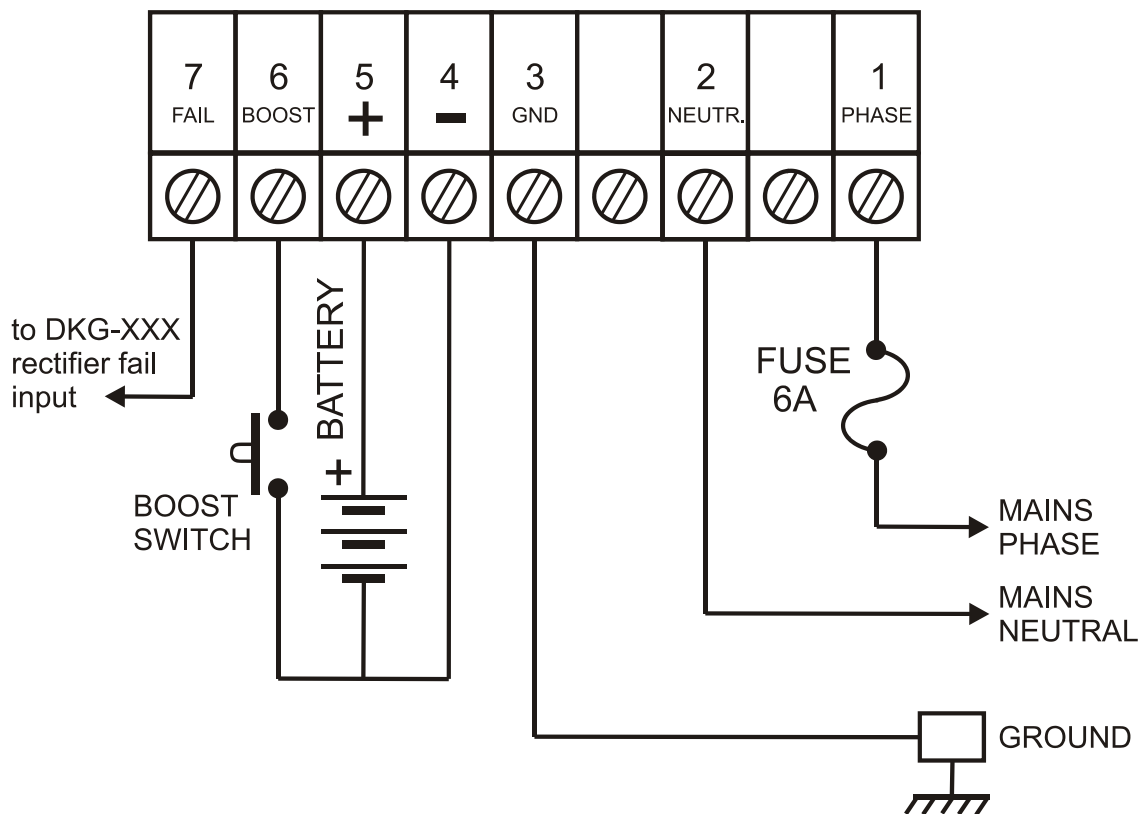 7 6 5 4 3 2 1
FAIL BOOST + - GND NEUTR. PHASE
to DKG-XXX
rectifier fail
input
+ BATTERY
FUSE
6A
BOOST
SWITCH
MAINS
PHASE
MAINS
NEUTRAL
GROUND